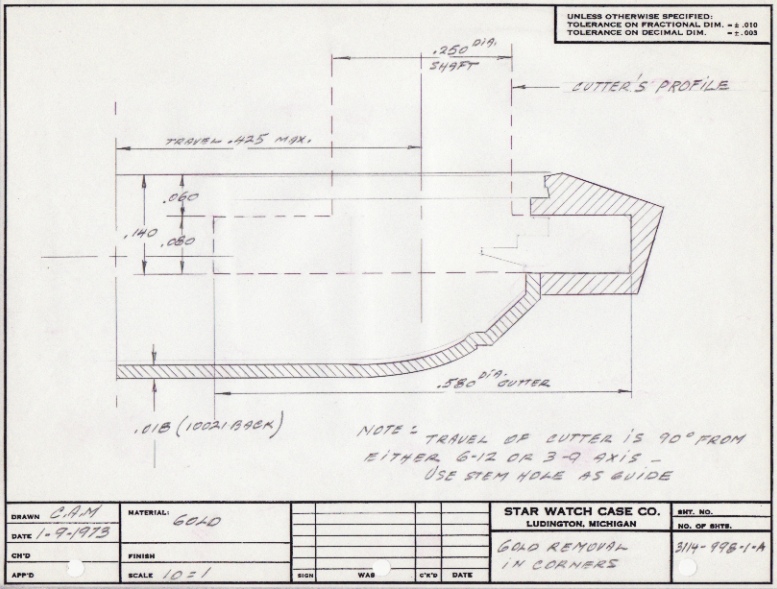 UNLESS OTHERWISE SPECIFIED:
TOLERANCE ON FRACTIONAL DIM. = ± .010
TOLERANCE ON DECIMAL DIM. = ± .003
.250 DIA.
SHAFT
CUTTER'S PROFILE
TRAVEL .425 MAX.
.060
.140
.080
.580 DIA. CUTTER
.018 (10021 BACK)
NOTE: TRAVEL OF CUTTER IS 90° FROM
EITHER 6-12 OR 3-9 AXIS -
USE STEM HOLE AS GUIDE
DRAWN C.A.M
DATE 1-9-1973
CH'D
APP'D
MATERIAL: GOLD
FINISH
SCALE 10=1
SIGN WAS C'K'D DATE
STAR WATCH CASE CO.
LUDINGTON, MICHIGAN
GOLD REMOVAL
IN CORNERS
SHT. NO.
NO. OF SHTS.
3114-998-1-A